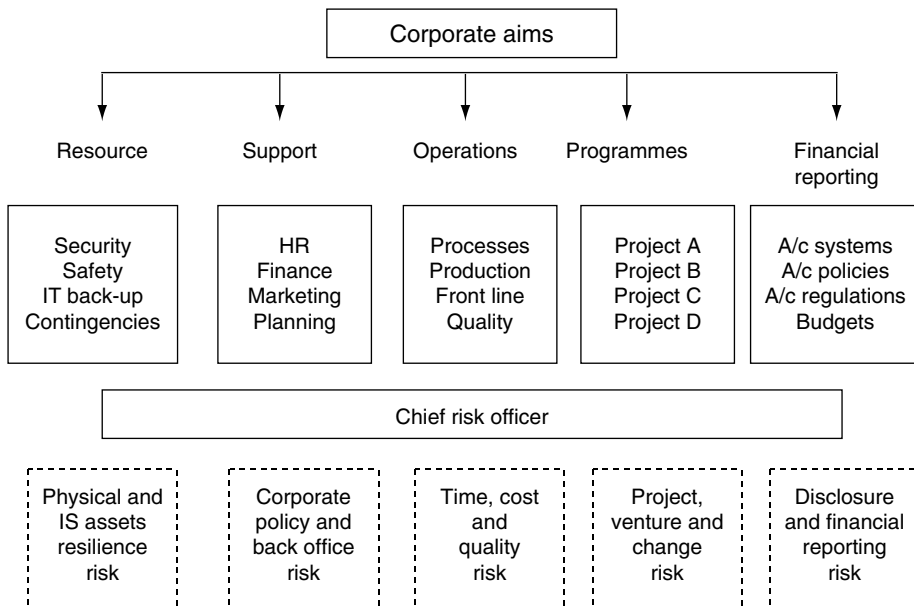 Corporate aims
Resource
Support
Operations
Programmes
Financial
reporting
Security
Safety
IT back-up
Contingencies
HR
Finance
Marketing
Planning
Processes
Production
Front line
Quality
Project A
Project B
Project C
Project D
A/c systems
A/c policies
A/c regulations
Budgets
Chief risk officer
Physical and
IS assets
resilience
risk
Corporate
policy and
back office
risk
Time, cost
and
quality
risk
Project,
venture and
change
risk
Disclosure
and financial
reporting
risk